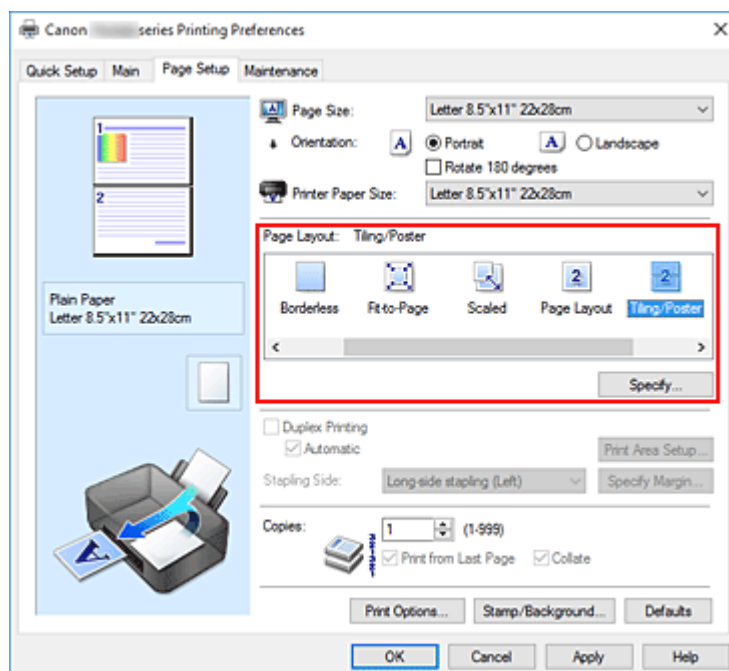 Canon series Printing Preferences
Quick Setup Main Page Setup Maintenance
1
2
Plain Paper
Letter 8.5"x11" 22x28cm
A
Page Size: Letter 8.5"x11" 22x28cm
Orientation: A Portrait A Landscape
Rotate 180 degrees
Printer Paper Size: Letter 8.5"x11" 22x28cm
Page Layout: Tiling/Poster
2 2
Borderless Fit-to-Page Scaled Page Layout Tiling/Poster
Specify...
Duplex Printing
Automatic Print Area Setup...
Stapling Side: Long-side stapling (Left) Specify Margin...
Copies: 1 (1-999)
Print from Last Page Collate
Print Options... Stamp/Background... Defaults
OK Cancel Apply Help